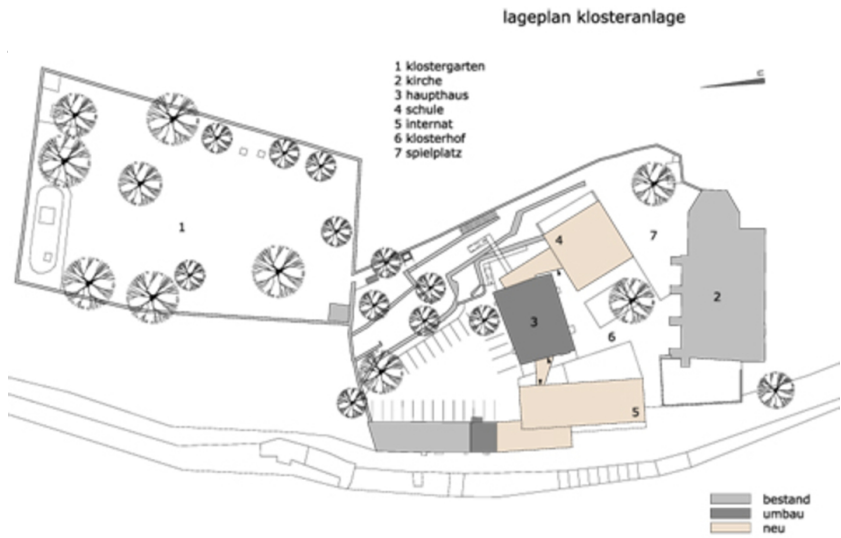 lageplan klosteranlage
1 klostergarten
2 kirche
3 haupthaus
4 schule
5 internat
6 klosterhof
7 spielplatz
1
4
7
2
3
6
5
bestand
umbau
neu